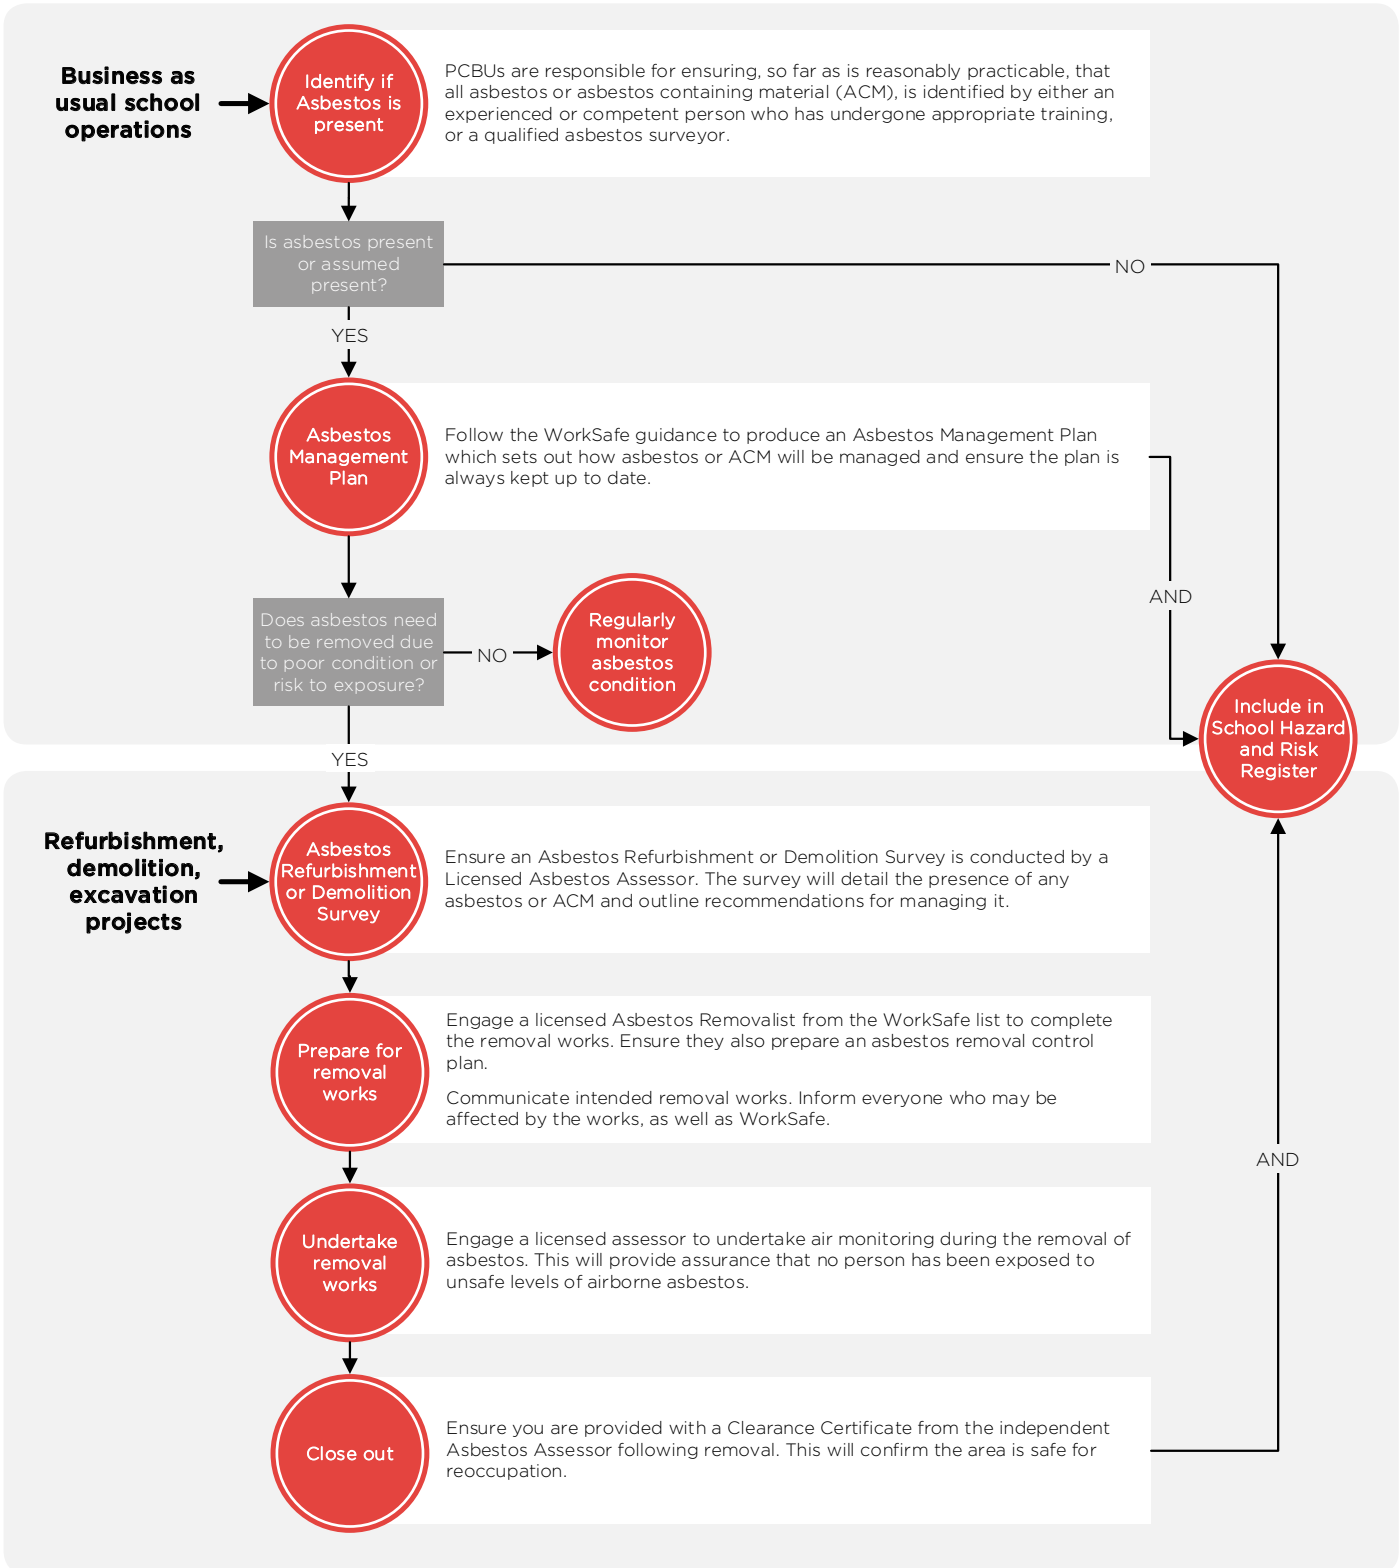 Business as
usual school
operations
Identify if
Asbestos is
present
PCBUs are responsible for ensuring, so far as is reasonably practicable, that
all asbestos or asbestos containing material (ACM), is identified by either an
experienced or competent person who has undergone appropriate training,
or a qualified asbestos surveyor.
Is asbestos present
or assumed
present?
NO
YES
Asbestos
Management
Plan
Follow the WorkSafe guidance to produce an Asbestos Management Plan
which sets out how asbestos or ACM will be managed and ensure the plan is
always kept up to date.
AND
Does asbestos need
to be removed due
to poor condition or
risk to exposure?
NO
Regularly
monitor
asbestos
condition
Include in
School Hazard
and Risk
Register
YES
Refurbishment,
demolition,
excavation
projects
Asbestos
Refurbishment
or Demolition
Survey
Ensure an Asbestos Refurbishment or Demolition Survey is conducted by a
Licensed Asbestos Assessor. The survey will detail the presence of any
asbestos or ACM and outline recommendations for managing it.
Prepare for
removal
works
Engage a licensed Asbestos Removalist from the WorkSafe list to complete
the removal works. Ensure they also prepare an asbestos removal control
plan.
Communicate intended removal works. Inform everyone who may be
affected by the works, as well as WorkSafe.
AND
Undertake
removal
works
Engage a licensed assessor to undertake air monitoring during the removal of
asbestos. This will provide assurance that no person has been exposed to
unsafe levels of airborne asbestos.
Close out
Ensure you are provided with a Clearance Certificate from the independent
Asbestos Assessor following removal. This will confirm the area is safe for
reoccupation.